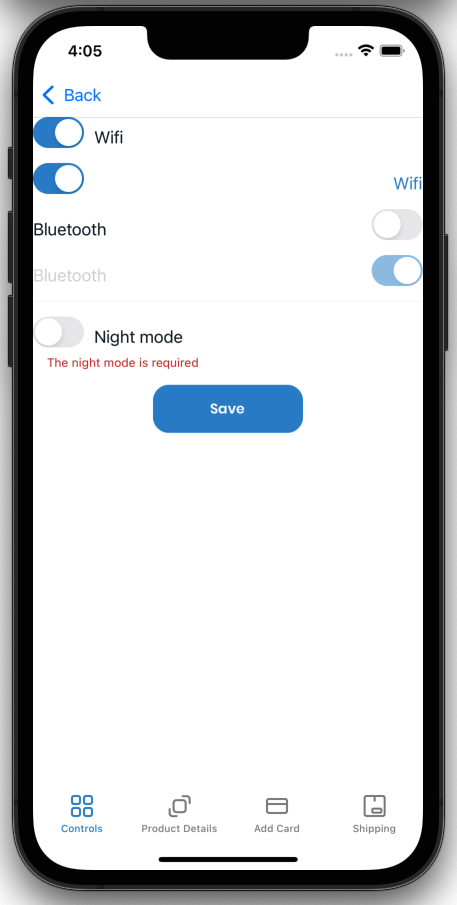 4:05
Back
Wifi
Wifi
Bluetooth
Bluetooth
Night mode
The night mode is required
Save
Controls Product Details Add Card Shipping